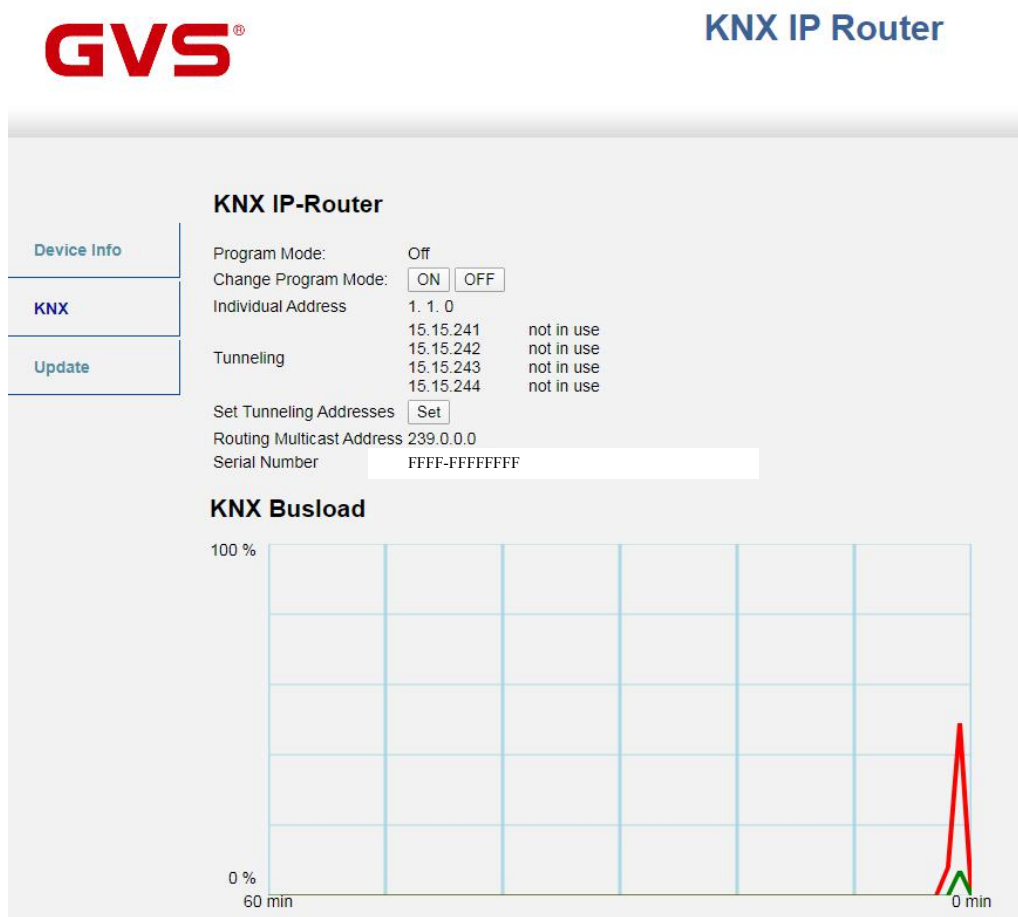 GVS®
KNX IP Router
Device Info
KNX
Update
KNX IP-Router
Program Mode: Off
Change Program Mode: ON OFF
Individual Address 1. 1. 0
Tunneling
15.15.241 not in use
15.15.242 not in use
15.15.243 not in use
15.15.244 not in use
Set Tunneling Addresses Set
Routing Multicast Address 239.0.0.0
Serial Number FFFF-FFFFFFFF
KNX Busload
100 %
0 %
60 min 0 min